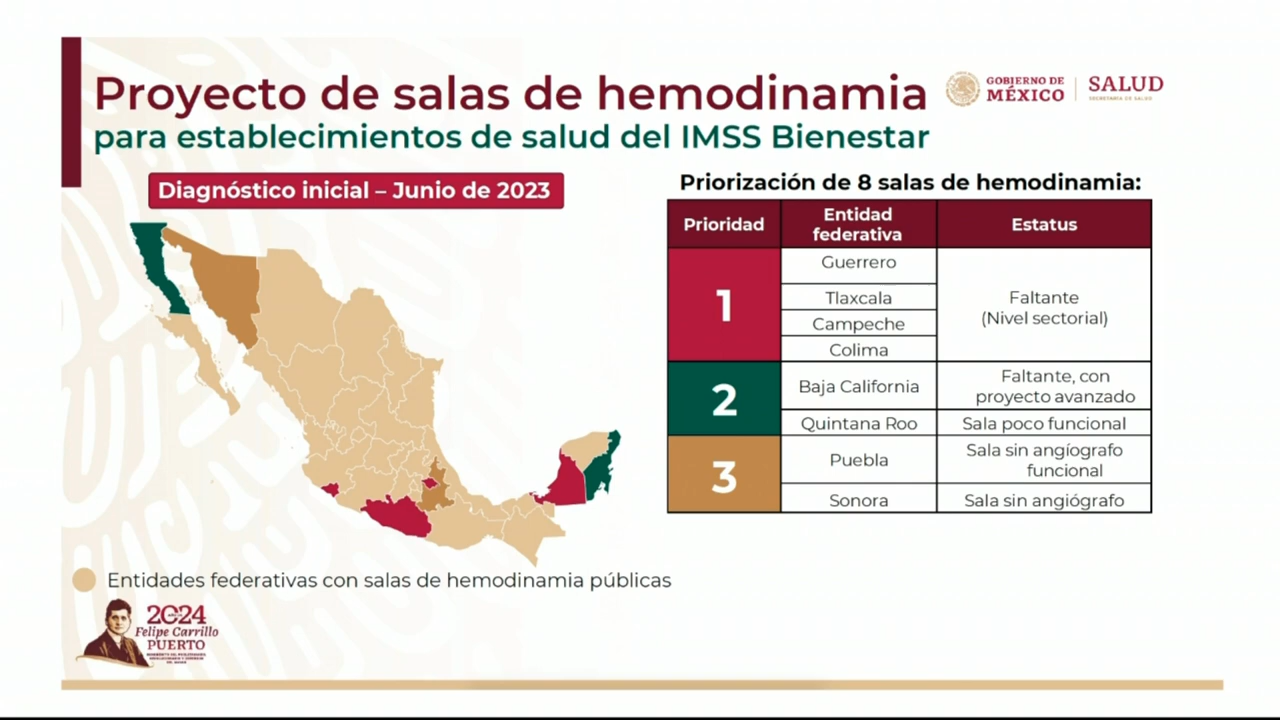 Proyecto de salas de hemodinamia
para establecimientos de salud del IMSS Bienestar
GOBIERNO DE
MÉXICO
SALUD
SECRETARÍA DE SALUD
Diagnóstico inicial – Junio de 2023
Priorización de 8 salas de hemodinamia:
Prioridad
Entidad
federativa
Estatus
1
Guerrero
Tlaxcala
Campeche
Colima
Faltante
(Nivel sectorial)
2
Baja California
Faltante, con
proyecto avanzado
Quintana Roo
Sala poco funcional
3
Puebla
Sala sin angíografo
funcional
Sonora
Sala sin angiógrafo
Entidades federativas con salas de hemodinamia públicas
2024
Felipe Carrillo
PUERTO